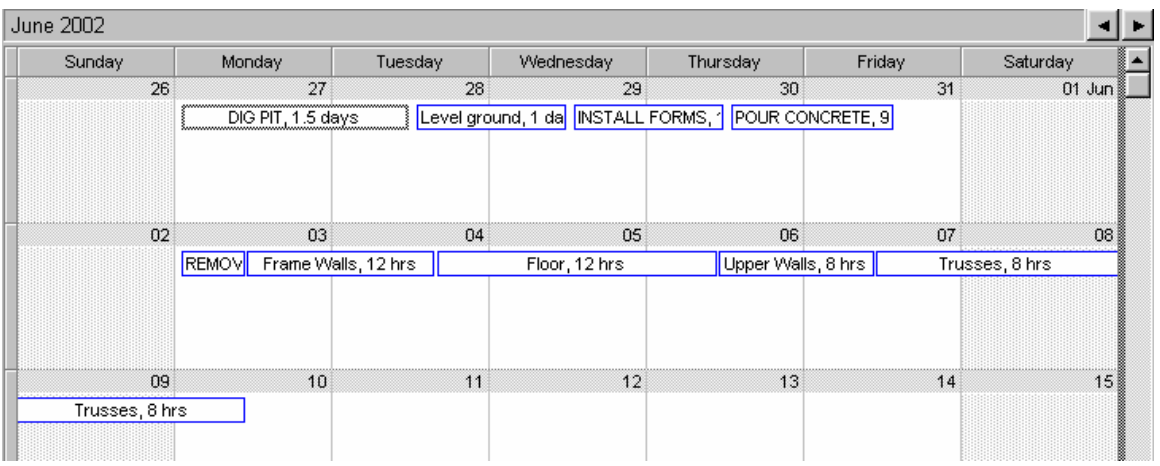 June 2002
Sunday Monday Tuesday Wednesday Thursday Friday Saturday
26 27 28 29 30 31 01 Jun
DIG PIT, 1.5 days Level ground, 1 da INSTALL FORMS, 1 POUR CONCRETE, 9
02 03 04 05 06 07 08
REMOV Frame Walls, 12 hrs Floor, 12 hrs Upper Walls, 8 hrs Trusses, 8 hrs
09 10 11 12 13 14 15
Trusses, 8 hrs